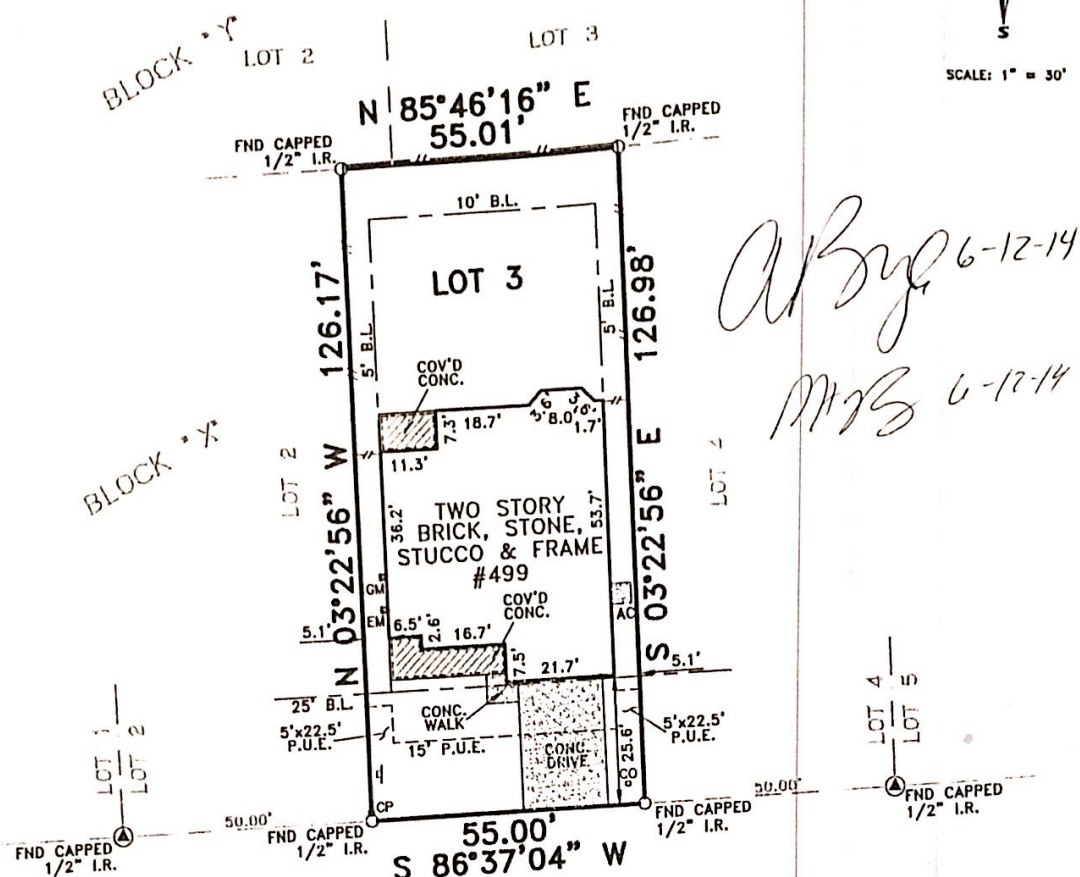 S
SCALE: 1" = 30'
BLOCK "Y"
LOT 2
LOT 3
N 85°46'16" E
55.01'
FND CAPPED
1/2" I.R.
FND CAPPED
1/2" I.R.
10' B.L.
LOT 3
5' B.L.
5' B.L.
126.17'
N 03°22'56" W
126.98'
S 03°22'56" E
6-12-14
6-12-14
COV'D
CONC.
7.3'
18.7'
3.6'
8.0'
3.6'
1.7'
11.3'
BLOCK "X"
LOT 2
LOT 4
36.2'
TWO STORY
BRICK, STONE,
STUCCO & FRAME
#499
53.7'
GM
EM
AC
COV'D
CONC.
5.1'
6.5'
2.6'
16.7'
7.5'
21.7'
5.1'
25' B.L.
CONC.
WALK
5'x22.5'
P.U.E.
15' P.U.E.
CONC.
DRIVE
25.6'
CO
5'x22.5'
P.U.E.
LOT 1
LOT 2
LOT 4
LOT 5
CP
50.00'
50.00'
FND CAPPED
1/2" I.R.
FND CAPPED
1/2" I.R.
55.00'
S 86°37'04" W
FND CAPPED
1/2" I.R.
FND CAPPED
1/2" I.R.